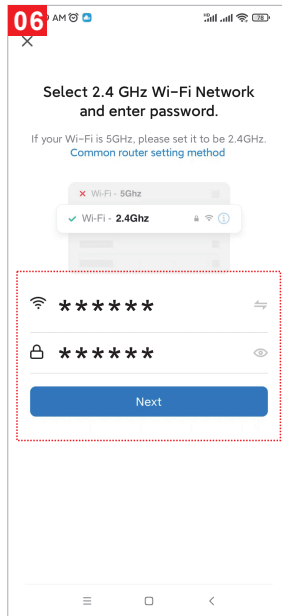 06
AM
78
Select 2.4 GHz Wi-Fi Network
and enter password.
If your Wi-Fi is 5GHz, please set it to be 2.4GHz.
Common router setting
method
Wi-Fi - 5Ghz
Wi-Fi - 2.4Ghz
******
******
Next